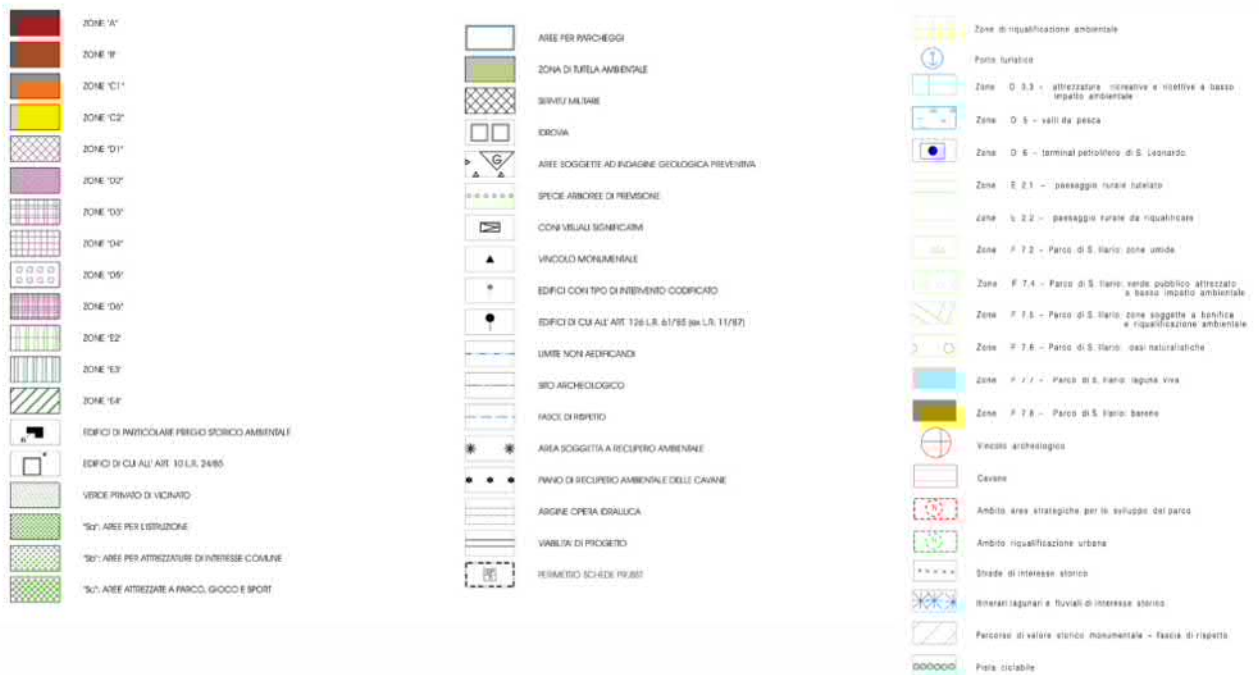 ZONE "A"
ZONE "B"
ZONE "C1"
ZONE "C2"
ZONE "D1"
ZONE "D2"
ZONE "D3"
ZONE "D4"
ZONE "D5"
ZONE "D6"
ZONE "E2"
ZONE "E3"
ZONE "E4"
EDIFICI DI PARTICOLARE PREGIO STORICO AMBIENTALE
EDIFICI DI CUI ALL' ART. 10 L.R. 24/85
VERDE PRIVATO DI VICINATO
"Sa": AREE PER L'ISTRUZIONE
"Sb": AREE PER ATTREZZATURE DI INTERESSE COMUNE
"Sc": AREE ATTREZZATE A PARCO, GIOCO E SPORT
AREE PER PARCHEGGI
ZONA DI TUTELA AMBIENTALE
SERVITU' MILITARE
IDROVIA
G
AREE SOGGETTE AD INDAGINE GEOLOGICA PREVENTIVA
SPECIE ARBOREE DI PREVISIONE
CONI VISUALI SIGNIFICATIVI
VINCOLO MONUMENTALE
EDIFICI CON TIPO DI INTERVENTO CODIFICATO
EDIFICI DI CUI ALL' ART. 126 L.R. 61/85 (ex L.R. 11/87)
LIMITE NON AEDIFICANDI
SITO ARCHEOLOGICO
FASCE DI RISPETTO
AREA SOGGETTA A RECUPERO AMBIENTALE
PIANO DI RECUPERO AMBIENTALE DELLE CAVANE
ARGINE OPERA IDRAULICA
VIABILITA' DI PROGETTO
PERIMETRO SCHEDE PRUSST
Zone di riqualificazione ambientale
Porto turistico
Zone D 3.3 - attrezzature ricreative e ricettive a basso
impatto ambientale
Zone D 5 - valli da pesca
Zone D 6 - terminal petrolifero di S. Leonardo
Zone E 2.1 - paesaggio rurale tutelato
Zone E 2.2 - paesaggio rurale da riqualificare
Zone F 7.2 - Parco di S. Ilario: zone umide
Zone F 7.4 - Parco di S. Ilario: verde pubblico attrezzato
a basso impatto ambientale
Zone F 7.5 - Parco di S. Ilario: zone soggette a bonifica
e riqualificazione ambientale
Zone F 7.6 - Parco di S. Ilario: oasi naturalistiche
Zone F 7.7 - Parco di S. Ilario: laguna viva
Zone F 7.8 - Parco di S. Ilario: barene
Vincolo archeologico
Cavane
Ambito aree strategiche per lo sviluppo del parco
Ambito riqualificazione urbana
Strade di interesse storico
Itinerari lagunari e fluviali di interesse storico
Percorso di valore storico monumentale - fascia di rispetto
Pista ciclabile